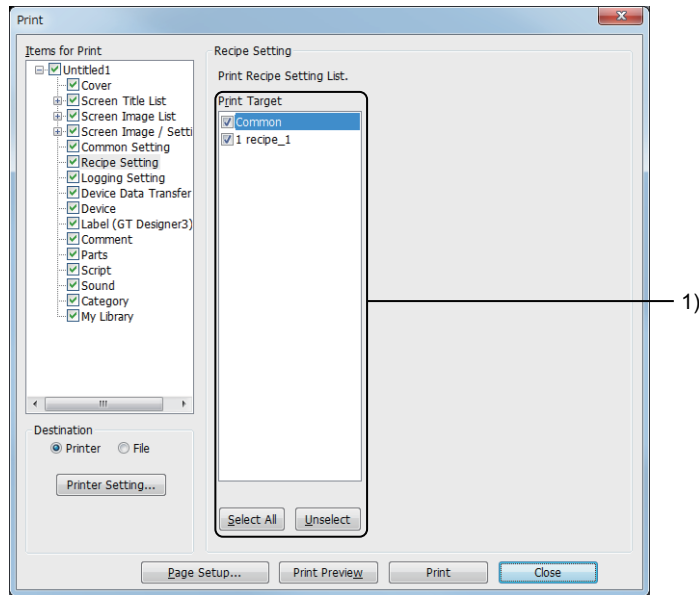 Print
x
Items for Print
Untitled1
Cover
Screen Title List
Screen Image List
Screen Image / Setti
Common Setting
Recipe Setting
Logging Setting
Device Data Transfer
Device
Label (GT Designer3)
Comment
Parts
Script
Sound
Category
My Library
Destination
Printer
File
Printer Setting...
Recipe Setting
Print Recipe Setting List.
Print Target
Common
1 recipe_1
Select All
Unselect
1)
Page Setup...
Print Preview
Print
Close